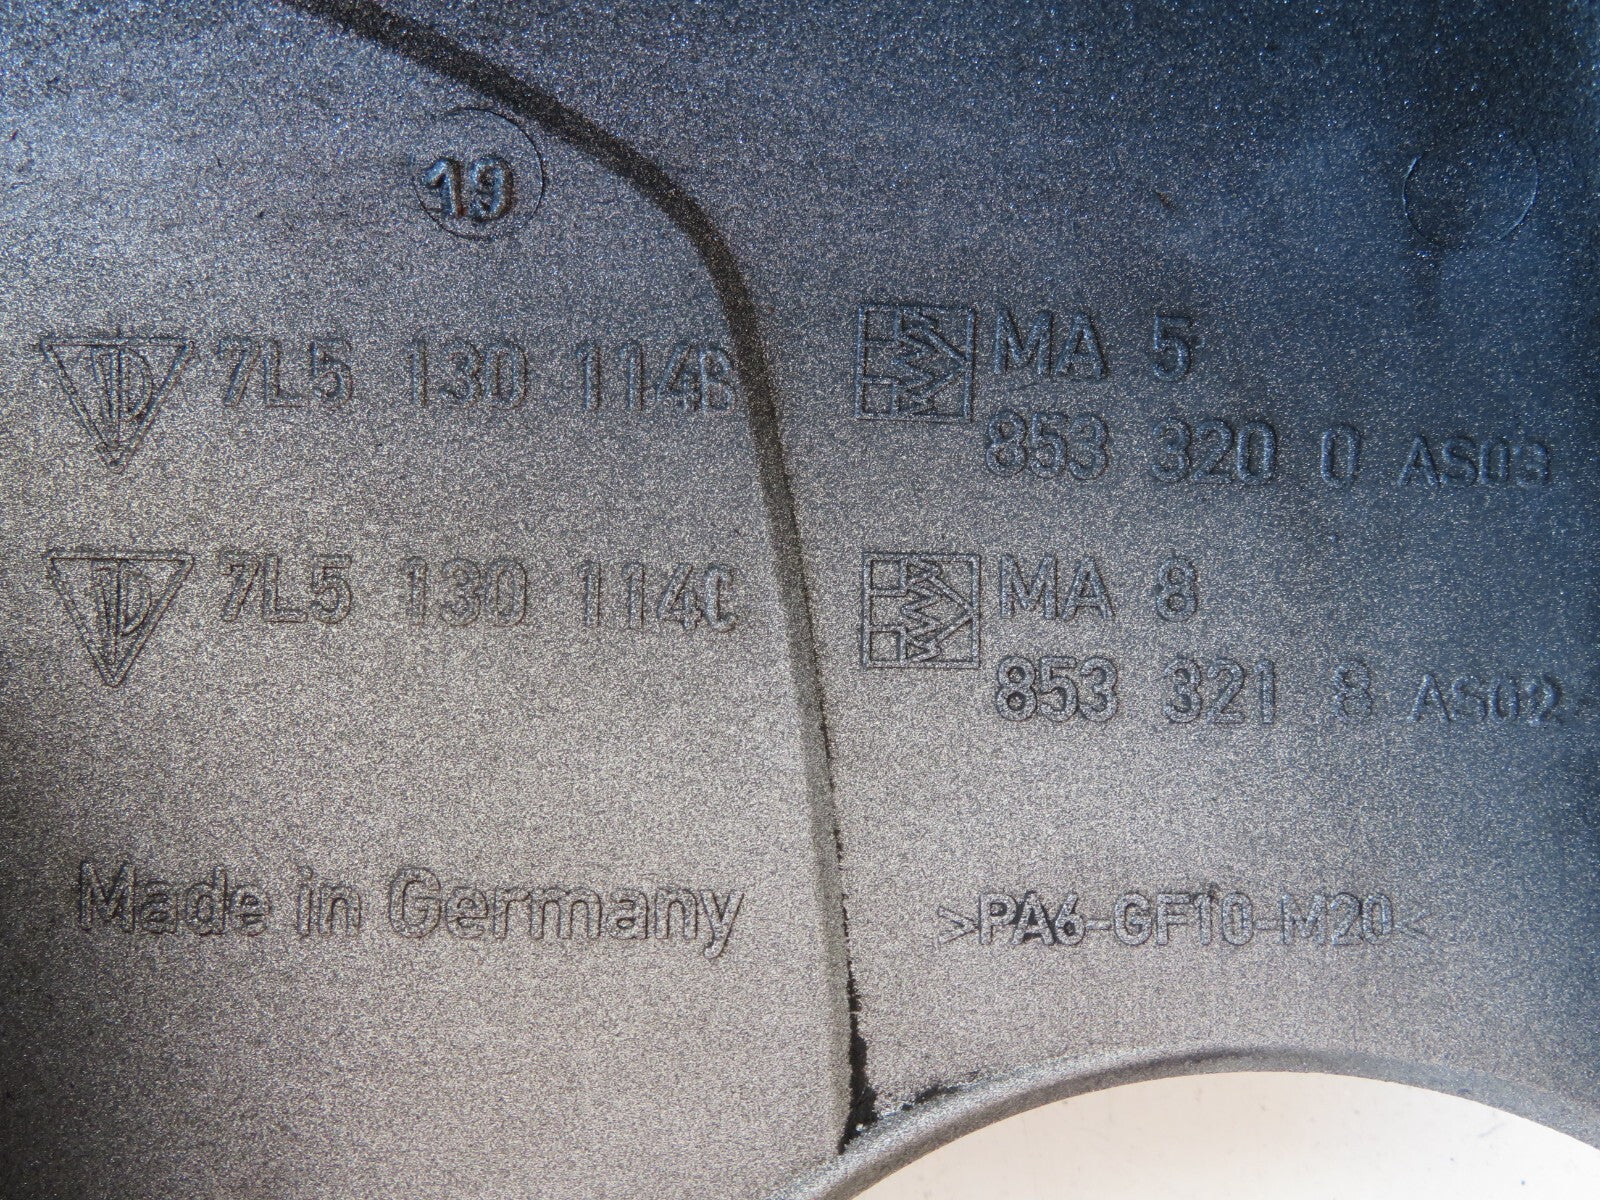 19
7L5 130 114B
MA 5
853 320 0 AS03
7L5 130 114C
MA 8
853 321 8 AS02
Made in Germany
>PA6-GF10-M20<